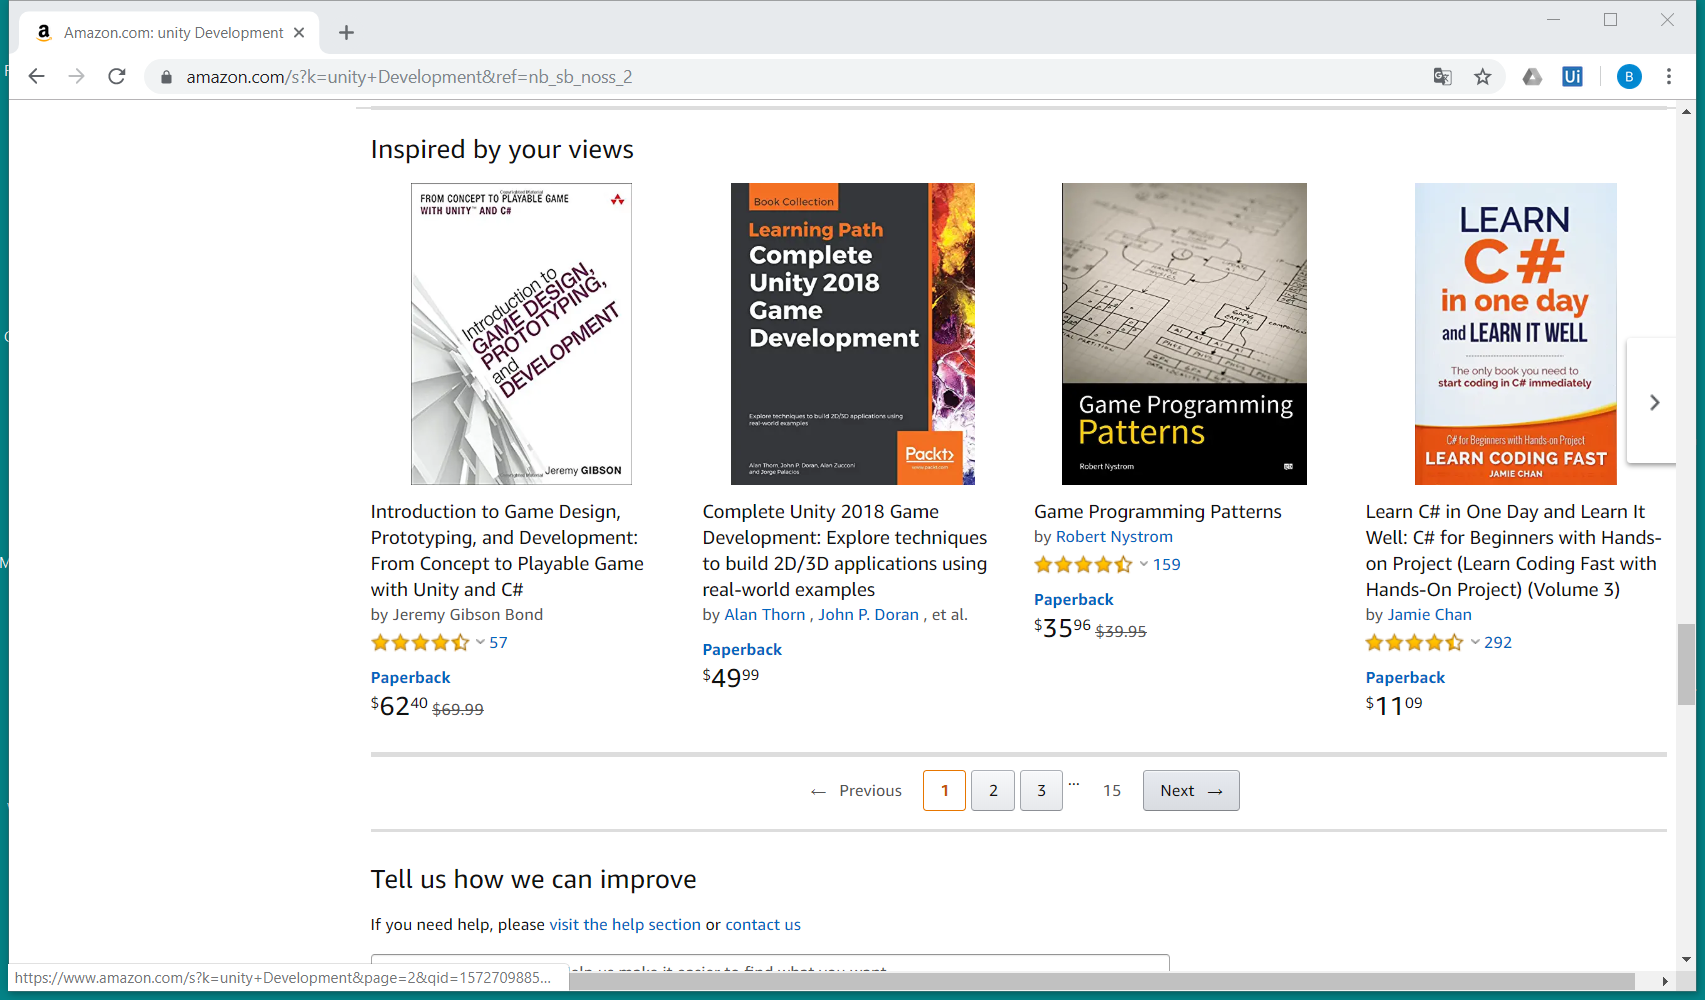 Amazon.com: unity Development
amazon.com/s?k=unity+Development&ref=nb_sb_noss_2
Ui
B
Inspired by your views
FROM CONCEPT TO PLAYABLE GAME
WITH UNITY™ AND C#
Introduction to
GAME DESIGN,
PROTOTYPING,
and
DEVELOPMENT
Jeremy GIBSON
Book Collection
Learning Path
Complete
Unity 2018
Game
Development
Explore techniques to build 2D/3D applications using
real-world examples
Alan Thorn, John P. Doran, Alan Zucconi
and Jorge Palacios
Packt>
www.packt.com
Game Programming
Patterns
Robert Nystrom
LEARN
C#
in one day
and LEARN IT WELL
The only book you need to
start coding in C# immediately
C# for Beginners with Hands-on Project
LEARN CODING FAST
JAMIE CHAN
Introduction to Game Design,
Prototyping, and Development:
From Concept to Playable Game
with Unity and C#
by Jeremy Gibson Bond
57
Paperback
$62 40 $69.99
Complete Unity 2018 Game
Development: Explore techniques
to build 2D/3D applications using
real-world examples
by Alan Thorn , John P. Doran , et al.
Paperback
$49 99
Game Programming Patterns
by Robert Nystrom
159
Paperback
$35 96 $39.95
Learn C# in One Day and Learn It
Well: C# for Beginners with Hands-
on Project (Learn Coding Fast with
Hands-On Project) (Volume 3)
by Jamie Chan
292
Paperback
$11 09
← Previous 1 2 3 ... 15 Next →
Tell us how we can improve
If you need help, please visit the help section or contact us
https://www.amazon.com/s?k=unity+Development&page=2&qid=1572709885...